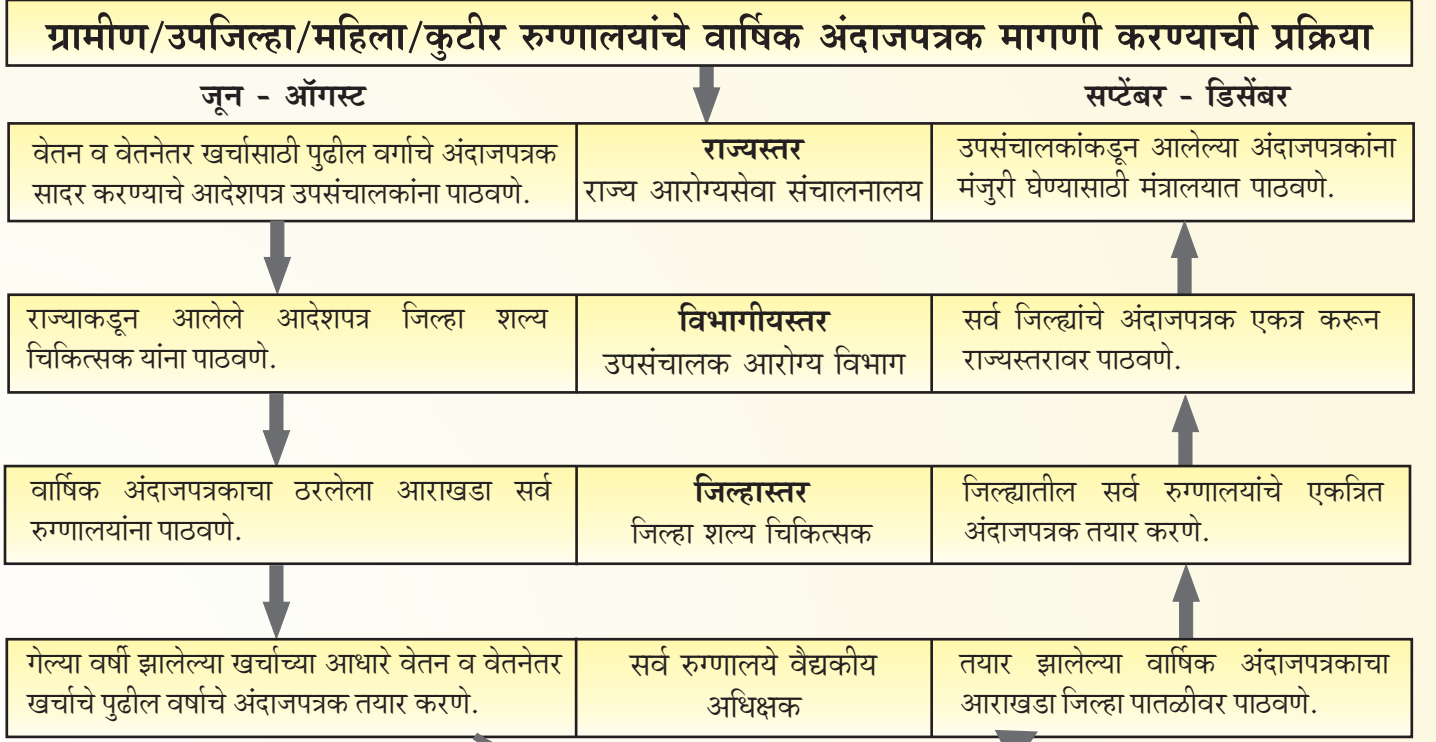 ग्रामीण/उपजिल्हा/महिला/कुटीर रुग्णालयांचे वार्षिक अंदाजपत्रक मागणी करण्याची प्रक्रिया
जून - ऑगस्ट
सप्टेंबर - डिसेंबर
वेतन व वेतनेतर खर्चासाठी पुढील वर्गाचे अंदाजपत्रक
सादर करण्याचे आदेशपत्र उपसंचालकांना पाठवणे.
राज्यस्तर
राज्य आरोग्यसेवा संचालनालय
उपसंचालकांकडून आलेल्या अंदाजपत्रकांना
मंजुरी घेण्यासाठी मंत्रालयात पाठवणे.
राज्याकडून आलेले आदेशपत्र जिल्हा शल्य
चिकित्सक यांना पाठवणे.
विभागीयस्तर
उपसंचालक आरोग्य विभाग
सर्व जिल्ह्यांचे अंदाजपत्रक एकत्र करून
राज्यस्तरावर पाठवणे.
वार्षिक अंदाजपत्रकाचा ठरलेला आराखडा सर्व
रुग्णालयांना पाठवणे.
जिल्हास्तर
जिल्हा शल्य चिकित्सक
जिल्ह्यातील सर्व रुग्णालयांचे एकत्रित
अंदाजपत्रक तयार करणे.
गेल्या वर्षी झालेल्या खर्चाच्या आधारे वेतन व वेतनेतर
खर्चाचे पुढील वर्षाचे अंदाजपत्रक तयार करणे.
सर्व रुग्णालये वैद्यकीय
अधिक्षक
तयार झालेल्या वार्षिक अंदाजपत्रकाचा
आराखडा जिल्हा पातळीवर पाठवणे.